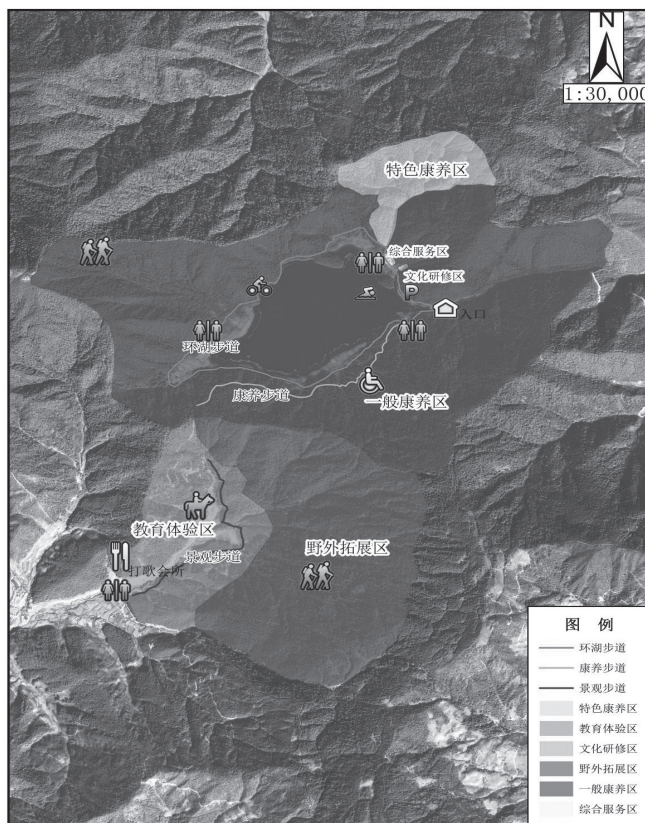 N
1:30,000
特色康养区
综合服务区
文化研修区
P
入口
环湖步道
康养步道
一般康养区
教育体验区
景观步道
野外拓展区
打歌会所
图 例
环湖步道
康养步道
景观步道
特色康养区
教育体验区
文化研修区
野外拓展区
一般康养区
综合服务区